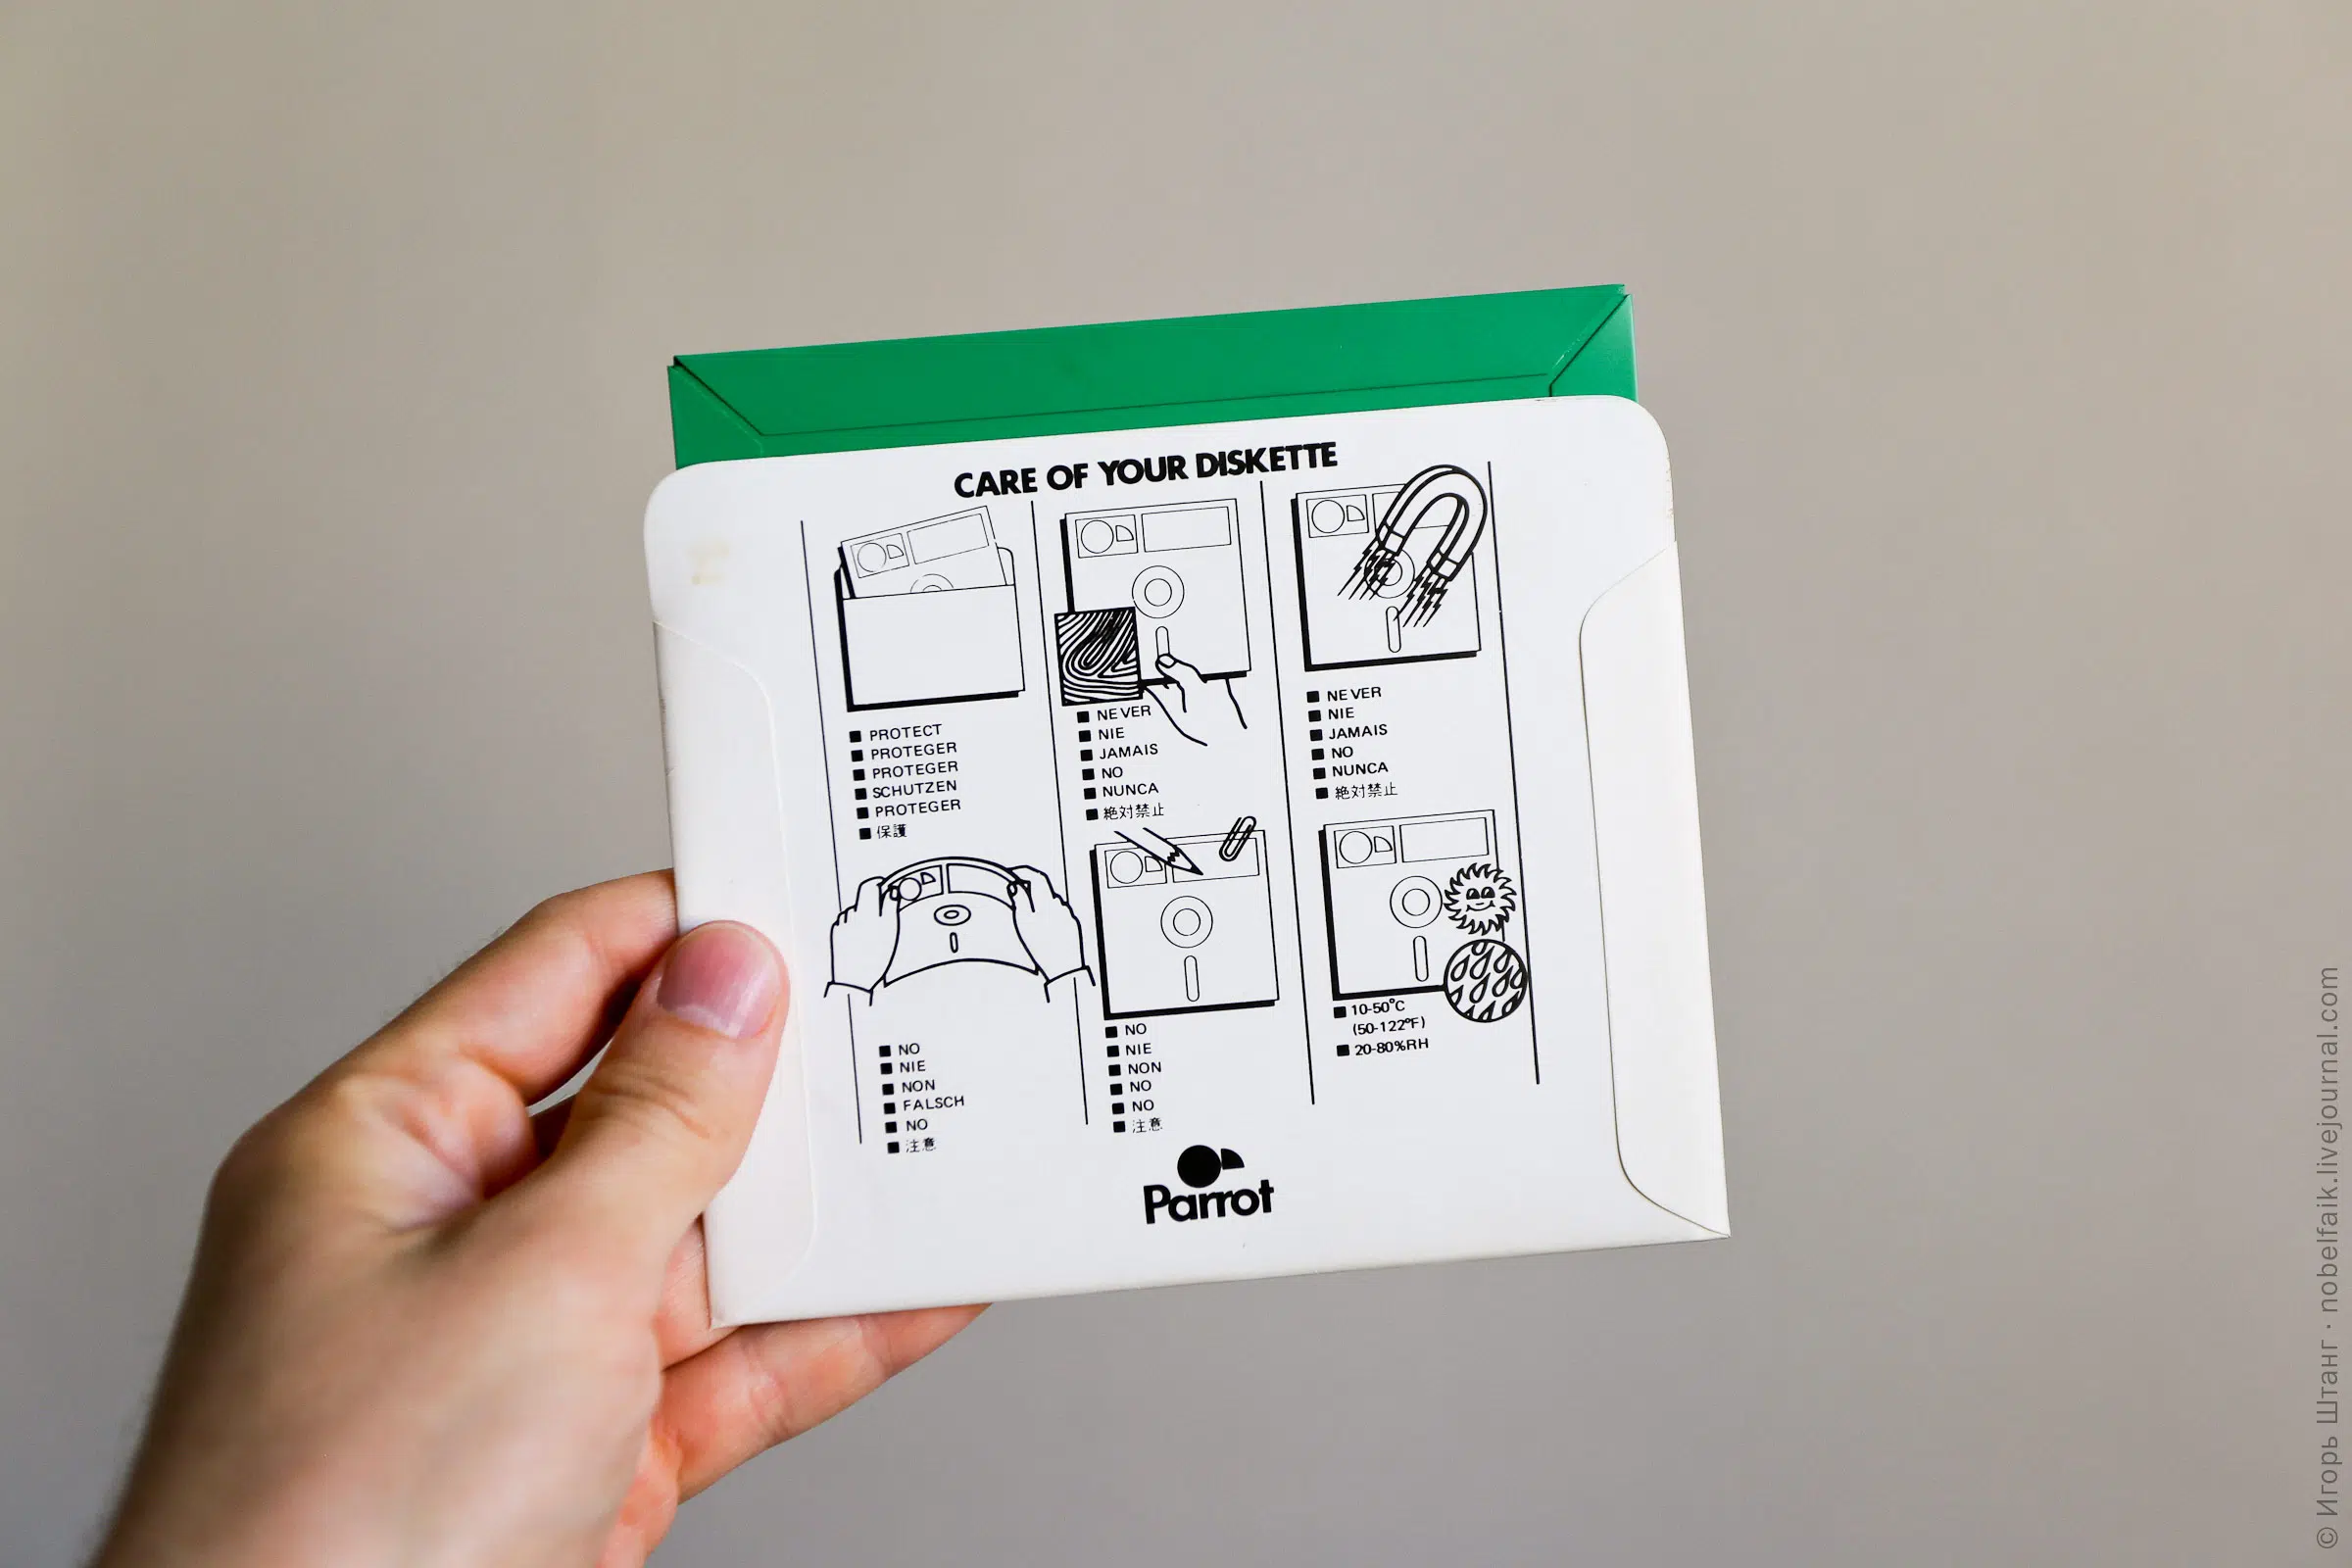 CARE OF YOUR DISKETTE
PROTECT
PROTEGER
PROTEGER
SCHUTZEN
PROTEGER
保護
NEVER
NIE
JAMAIS
NO
NUNCA
絶対禁止
NEVER
NIE
JAMAIS
NO
NUNCA
絶対禁止
NO
NIE
NON
FALSCH
NO
注意
NO
NIE
NON
NO
NO
注意
10-50°C
(50-122°F)
20-80%RH
Parrot
© Игорь Штанг · nobelfaik.livejournal.com